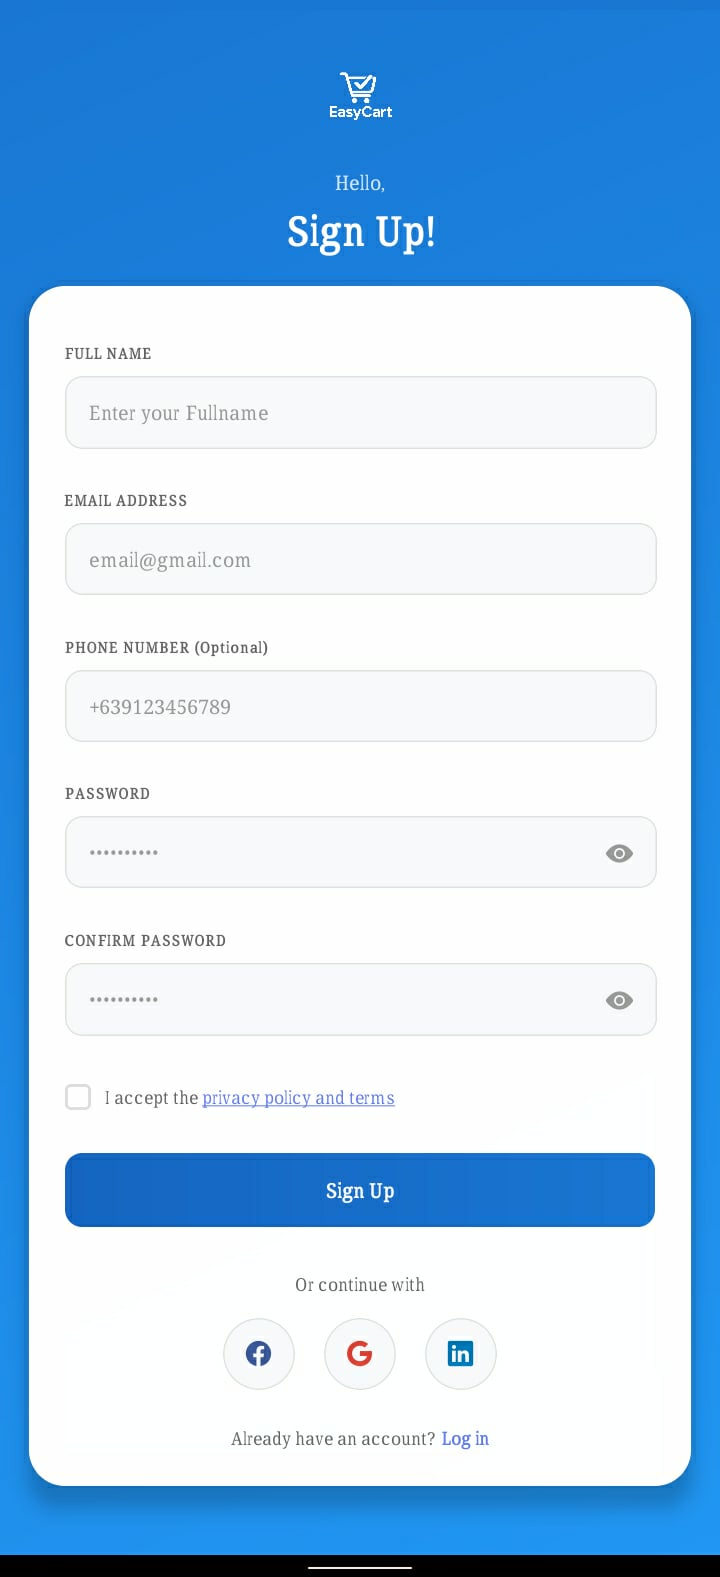 EasyCart
Hello,
Sign Up!
FULL NAME
Enter your Fullname
EMAIL ADDRESS
email@gmail.com
PHONE NUMBER (Optional)
+639123456789
PASSWORD
••••••••••
CONFIRM PASSWORD
••••••••••
I accept the privacy policy and terms
Sign Up
Or continue with
Already have an account? Log in